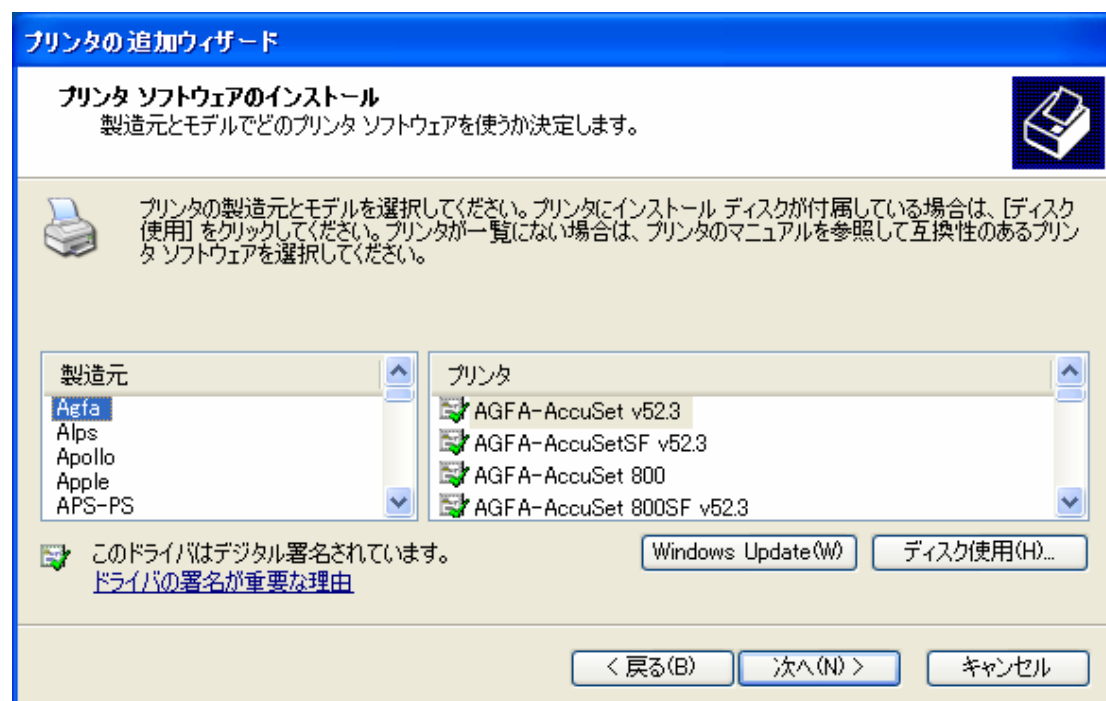 プリンタの追加ウィザード
プリンタ ソフトウェアのインストール
製造元とモデルでどのプリンタ ソフトウェアを使うか決定します。
プリンタの製造元とモデルを選択してください。プリンタにインストール ディスクが付属している場合は、[ディスク
使用] をクリックしてください。プリンタが一覧にない場合は、プリンタのマニュアルを参照して互換性のあるプリン
タ ソフトウェアを選択してください。
製造元
Agfa
Alps
Apollo
Apple
APS-PS
プリンタ
AGFA-AccuSet v52.3
AGFA-AccuSetSF v52.3
AGFA-AccuSet 800
AGFA-AccuSet 800SF v52.3
このドライバはデジタル署名されています。
ドライバの署名が重要な理由
Windows Update(W)
ディスク使用(H)...
< 戻る(B)
次へ(N) >
キャンセル